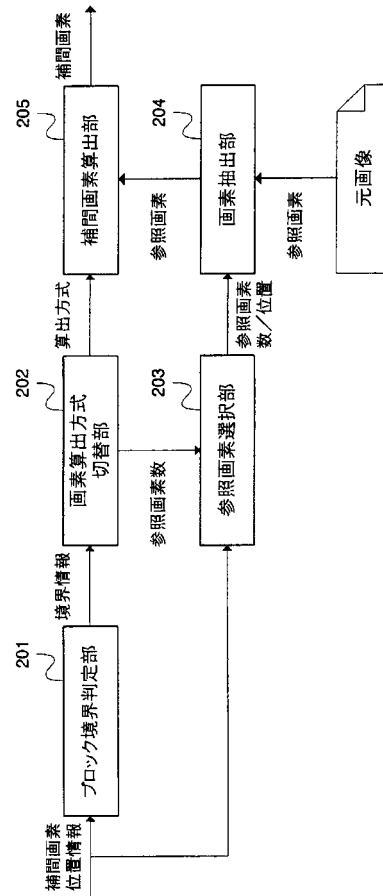 補間画素
位置情報
201
ブロック境界判定部
境界情報
202
画素算出方式
切替部
算出方式
205
補間画素算出部
補間画素
参照画素数
203
参照画素選択部
参照画素
数／位置
204
画素抽出部
参照画素
参照画素
元画像